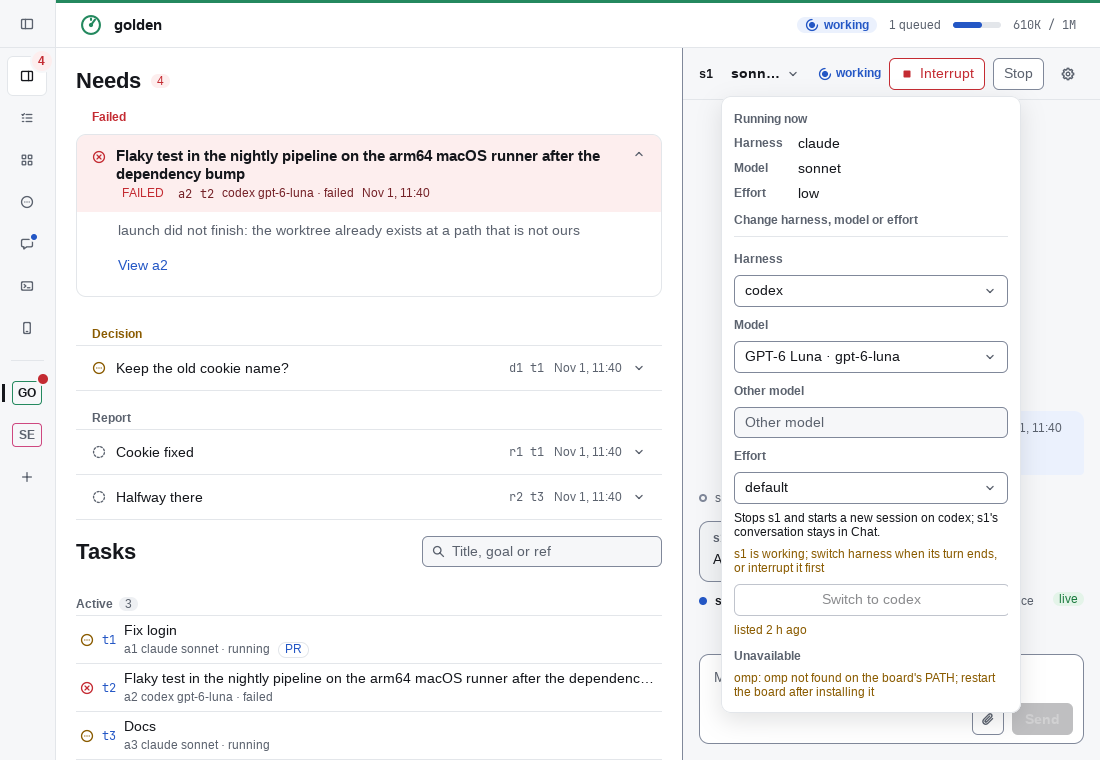 golden
working
1 queued
610K / 1M
4
GO
SE
Needs 4
Failed
Flaky test in the nightly pipeline on the arm64 macOS runner after the
dependency bump
FAILED a2 t2 codex gpt-6-luna · failed Nov 1, 11:40
launch did not finish: the worktree already exists at a path that is not ours
View a2
Decision
Keep the old cookie name? d1 t1 Nov 1, 11:40
Report
Cookie fixed r1 t1 Nov 1, 11:40
Halfway there r2 t3 Nov 1, 11:40
Tasks
Title, goal or ref
Active 3
t1 Fix login
a1 claude sonnet · running PR
t2 Flaky test in the nightly pipeline on the arm64 macOS runner after the dependenc…
a2 codex gpt-6-luna · failed
t3 Docs
a3 claude sonnet · running
s1 sonn… working Interrupt Stop
Running now
Harness claude
Model sonnet
Effort low
Change harness, model or effort
Harness
codex
Model
GPT-6 Luna · gpt-6-luna
Other model
Other model
Effort
default
Stops s1 and starts a new session on codex; s1's
conversation stays in Chat.
s1 is working; switch harness when its turn ends,
or interrupt it first
Switch to codex
listed 2 h ago
Unavailable
omp: omp not found on the board's PATH; restart
the board after installing it
11:40
live
Send